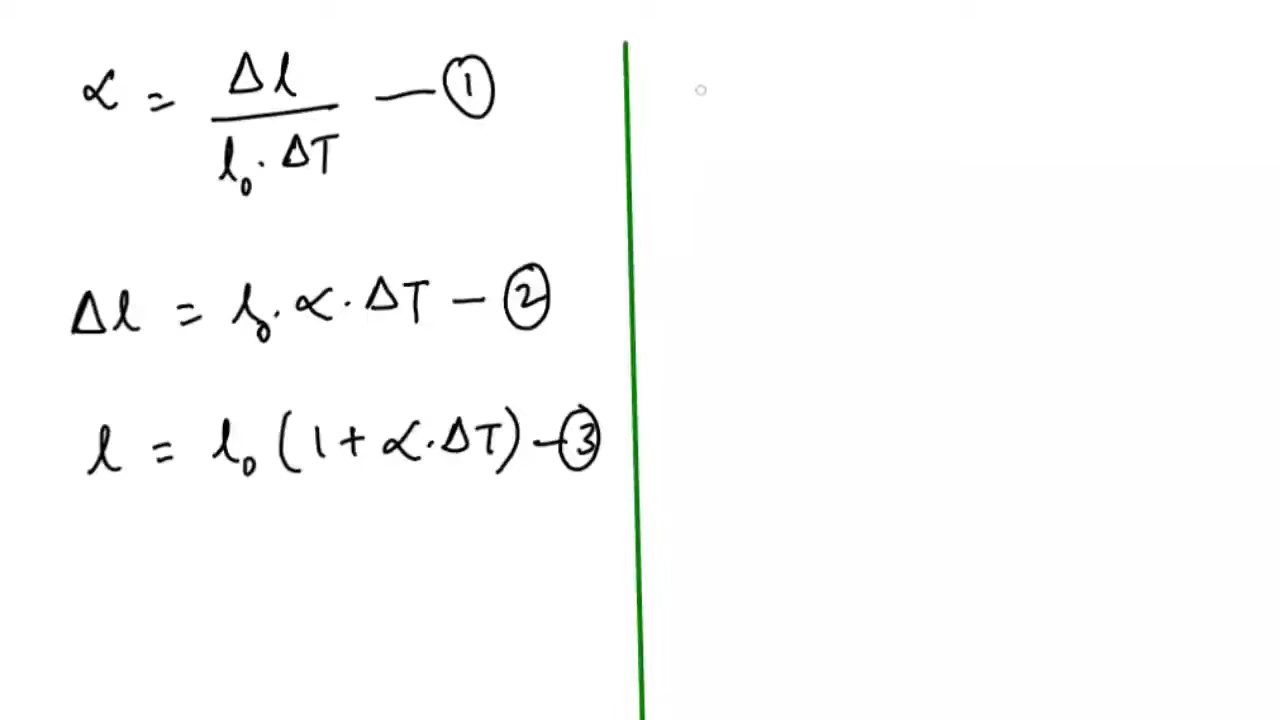 α = Δl / l₀ · ΔT — ①
Δl = l₀ · α · ΔT – ②
l = l₀ (1 + α · ΔT) – ③